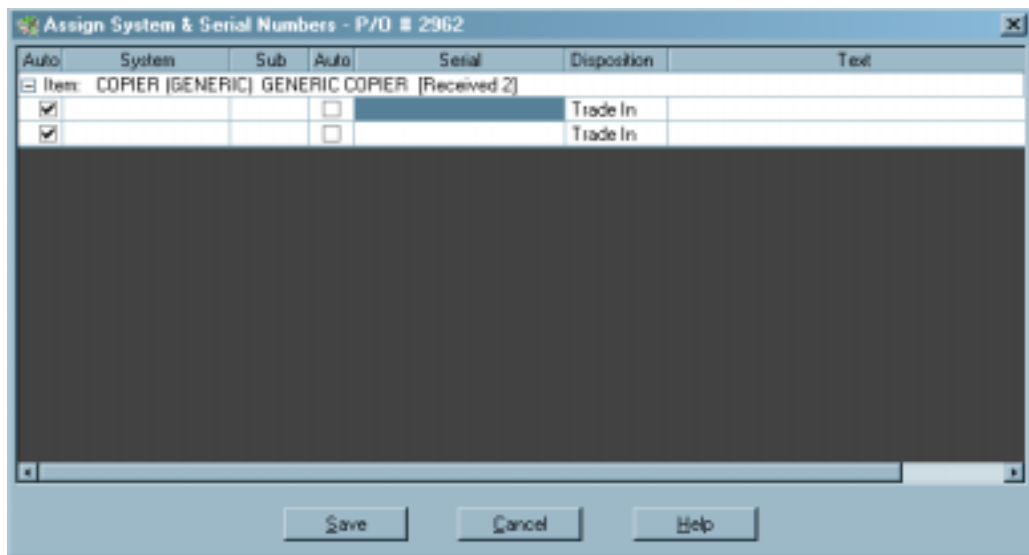 Assign System & Serial Numbers - P/O # 2962
Auto System Sub Auto Serial Disposition Text
Item: COPIER (GENERIC) GENERIC COPIER [Received 2]
Trade In
Trade In
Save Cancel Help